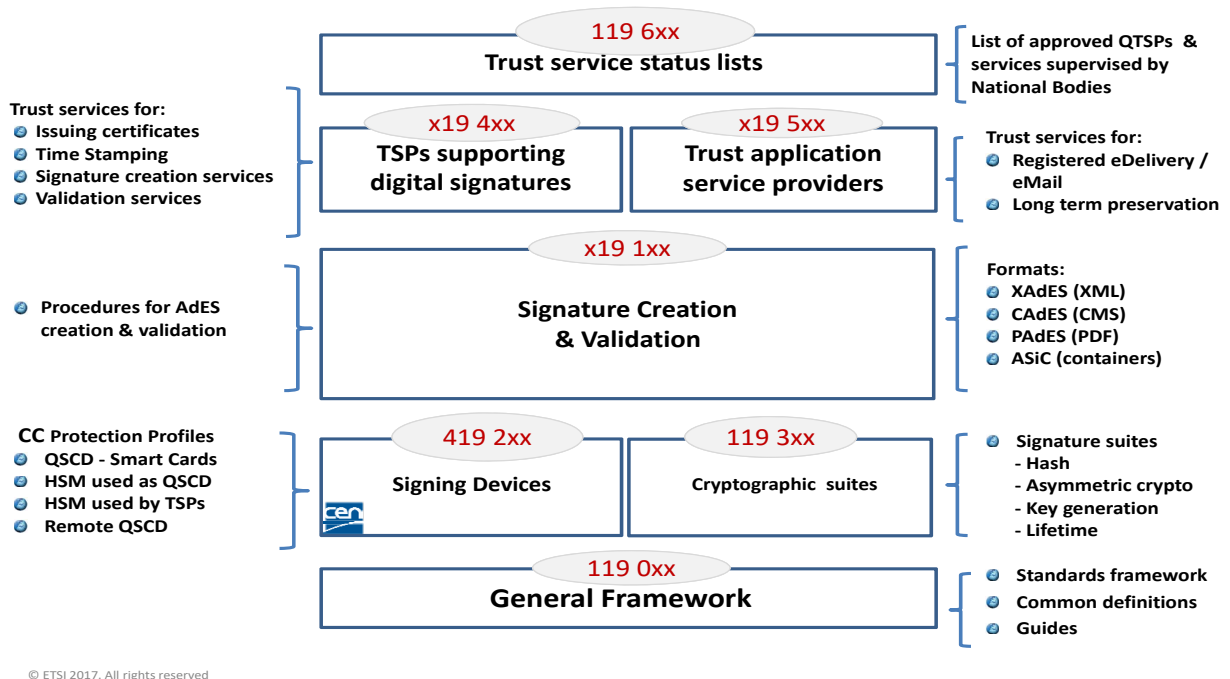 119 6xx
Trust service status lists
List of approved QTSPs &
services supervised by
National Bodies
Trust services for:
Issuing certificates
Time Stamping
Signature creation services
Validation services
x19 4xx
TSPs supporting
digital signatures
x19 5xx
Trust application
service providers
Trust services for:
Registered eDelivery /
eMail
Long term preservation
x19 1xx
Signature Creation
& Validation
Procedures for AdES
creation & validation
Formats:
XAdES (XML)
CAdES (CMS)
PAdES (PDF)
ASiC (containers)
CC Protection Profiles
QSCD - Smart Cards
HSM used as QSCD
HSM used by TSPs
Remote QSCD
419 2xx
Signing Devices
cen
119 3xx
Cryptographic suites
Signature suites
- Hash
- Asymmetric crypto
- Key generation
- Lifetime
119 0xx
General Framework
Standards framework
Common definitions
Guides
© ETSI 2017. All rights reserved